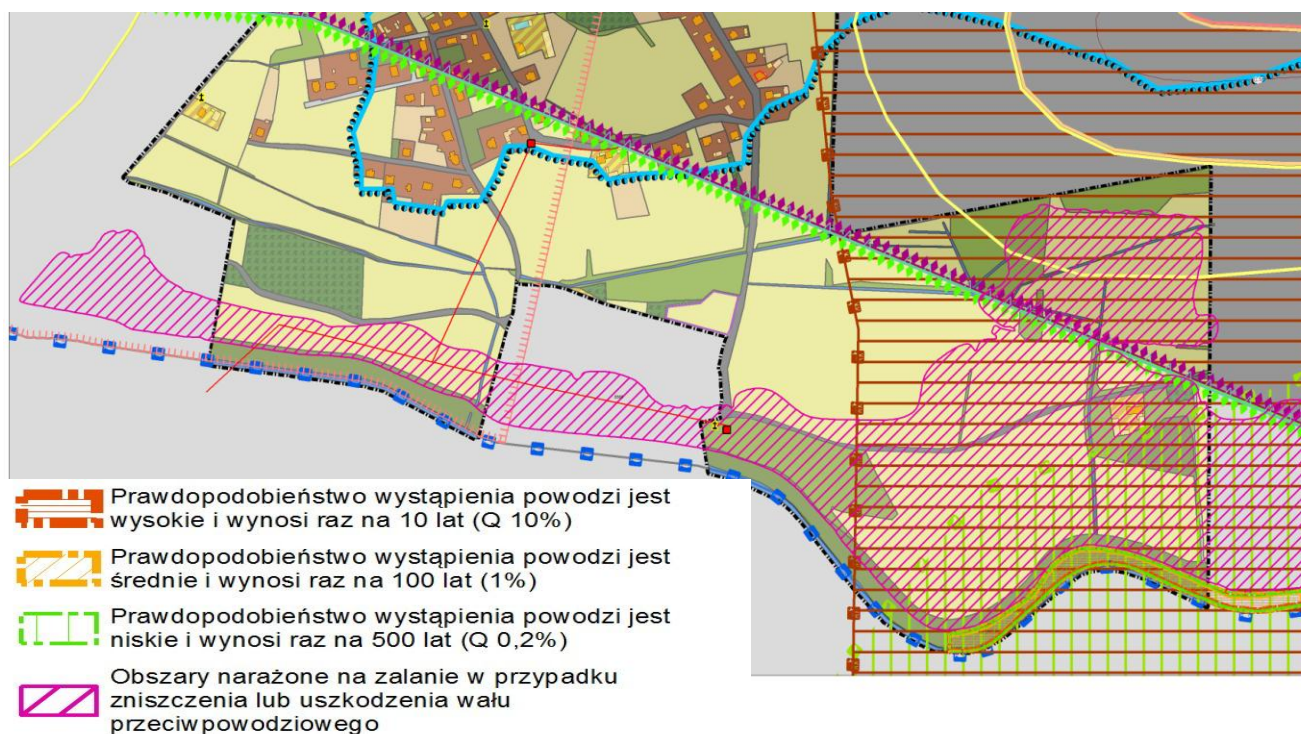 Prawdopodobieństwo wystąpienia powodzi jest
wysokie i wynosi raz na 10 lat (Q 10%)
Prawdopodobieństwo wystąpienia powodzi jest
średnie i wynosi raz na 100 lat (1%)
Prawdopodobieństwo wystąpienia powodzi jest
niskie i wynosi raz na 500 lat (Q 0,2%)
Obszary narażone na zalanie w przypadku
zniszczenia lub uszkodzenia wału
przeciwpowodziowego